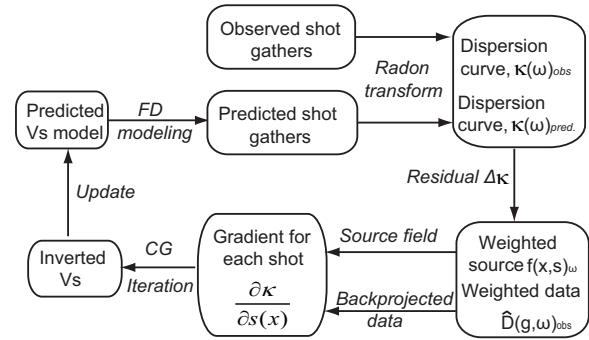 Observed shot
gathers
Radon
transform
Dispersion
curve, κ(ω)obs
Dispersion
curve, κ(ω)pred.
Predicted
Vs model
FD
modeling
Predicted shot
gathers
Residual Δκ
Update
Inverted
Vs
CG
Iteration
Gradient for
each shot
∂κ
∂s(x)
Source field
Backprojected
data
Weighted
source f(x,s)ω
Weighted data
D̂(g,ω)obs